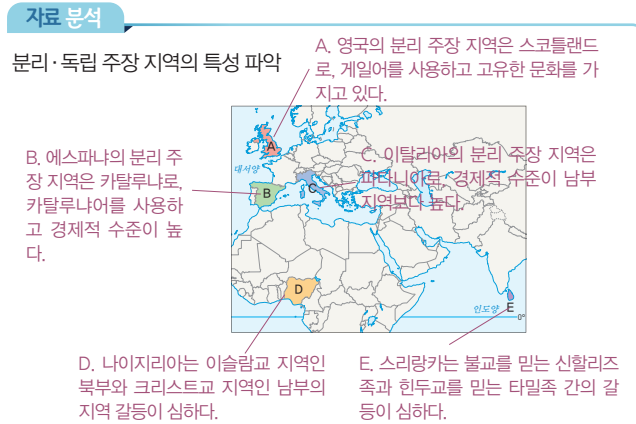 자료 분석
분리·독립 주장 지역의 특성 파악
A. 영국의 분리 주장 지역은 스코틀랜드
로, 게일어를 사용하고 고유한 문화를 가
지고 있다.
B. 에스파냐의 분리 주
장 지역은 카탈루냐로,
카탈루냐어를 사용하
고 경제적 수준이 높
다.
C. 이탈리아의 분리 주장 지역은
파다니아로, 경제적 수준이 남부
지역보다 높다.
대서양
A
B
C
D
E
인도양
0°
D. 나이지리아는 이슬람교 지역인
북부와 크리스트교 지역인 남부의
지역 갈등이 심하다.
E. 스리랑카는 불교를 믿는 신할리즈
족과 힌두교를 믿는 타밀족 간의 갈
등이 심하다.